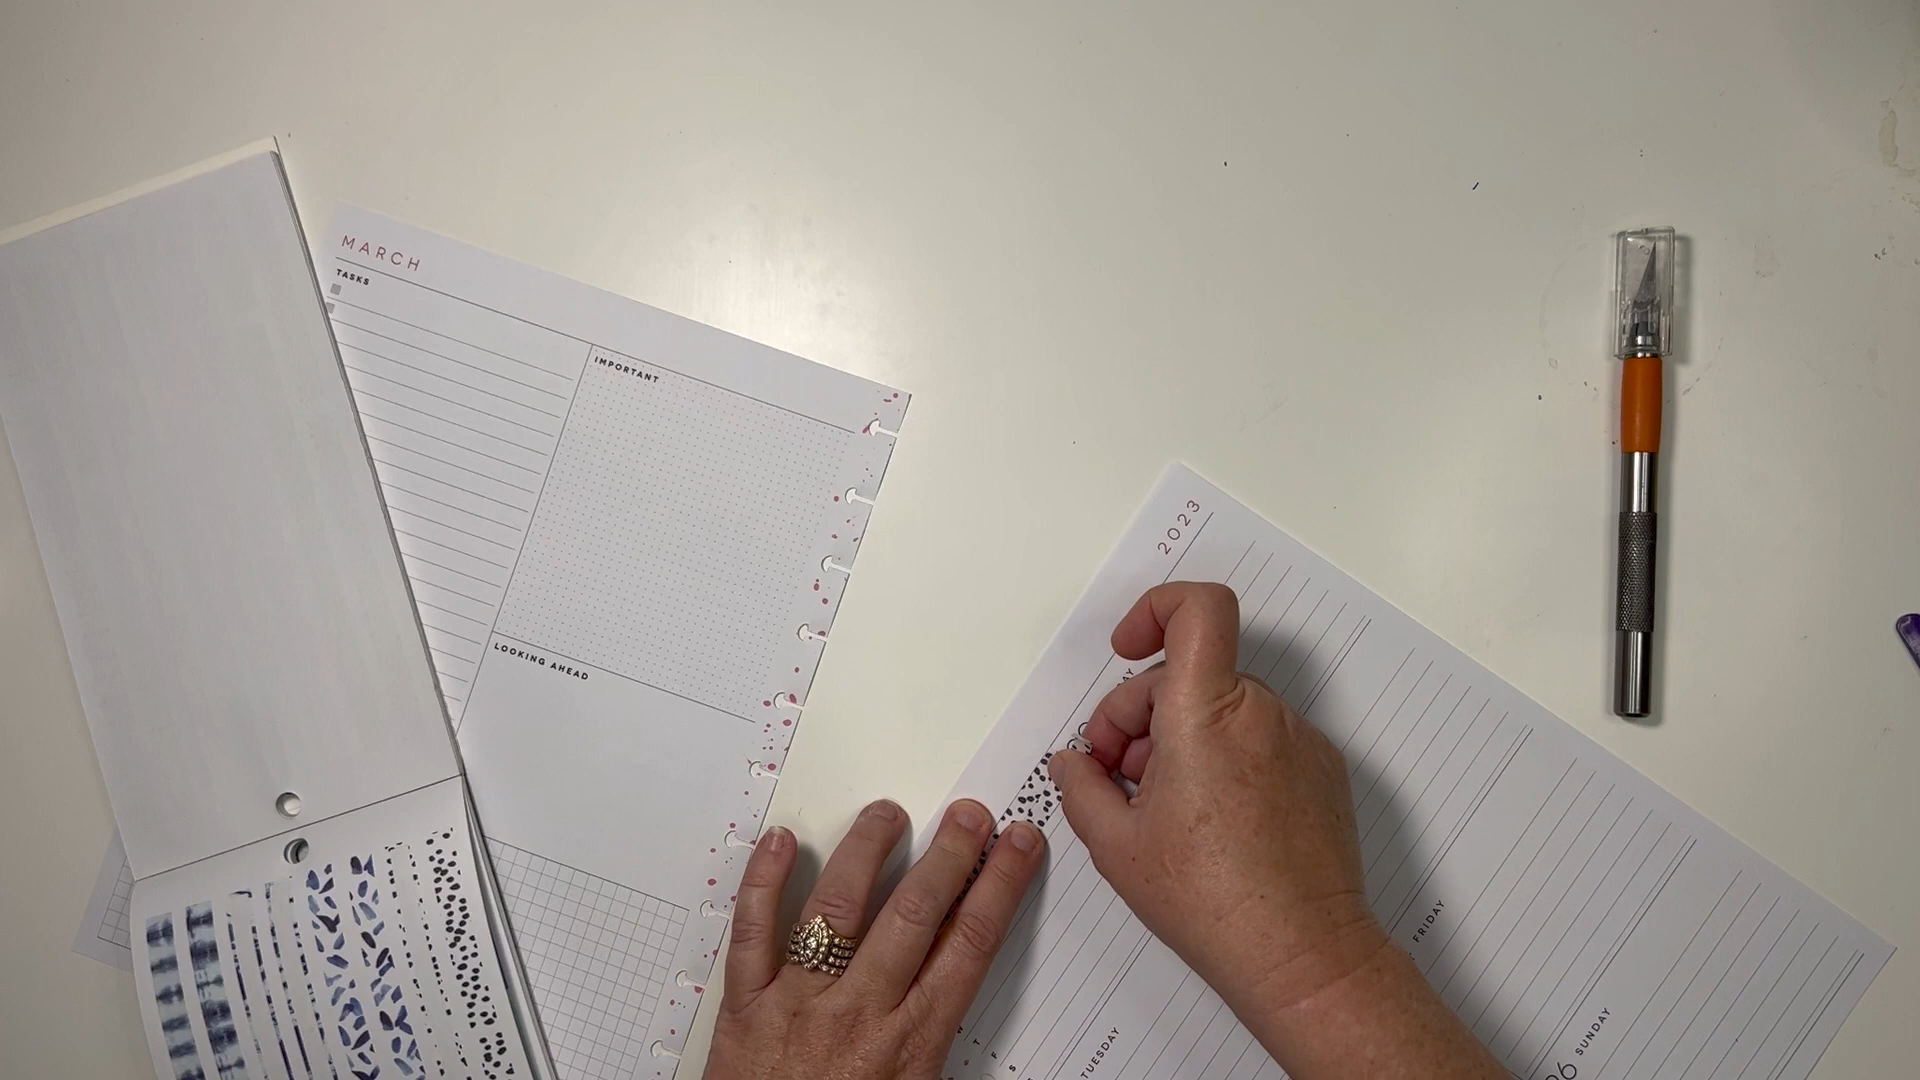 MARCH
TASKS
IMPORTANT
LOOKING AHEAD
2023
FRIDAY
TUESDAY
SUNDAY
T
F
S